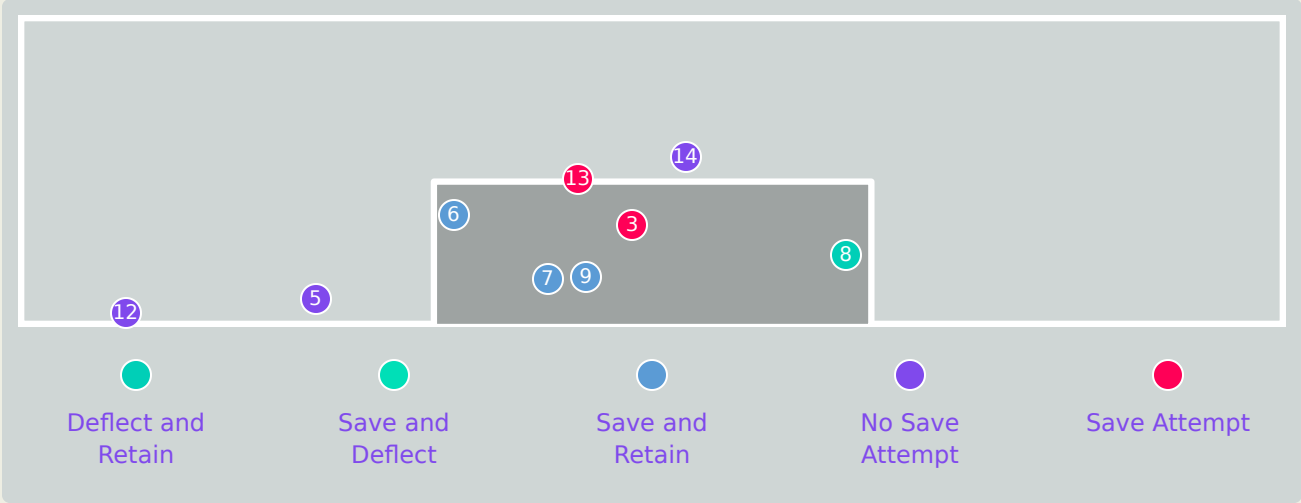 14
13
6
3
8
7
9
5
12
Deflect and
Retain
Save and
Deflect
Save and
Retain
No Save
Attempt
Save Attempt